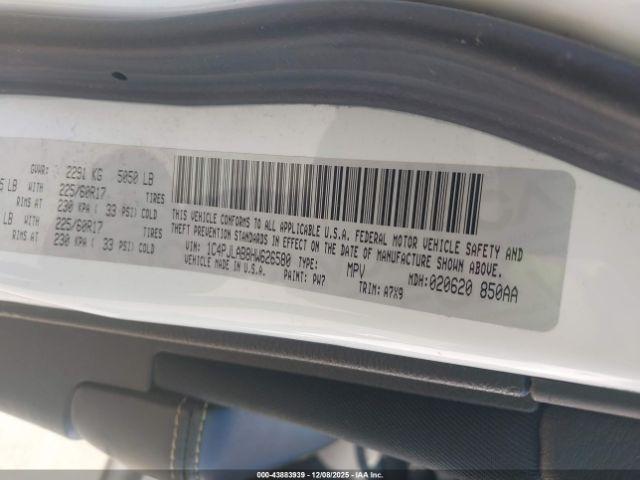 GVWR: 2291 KG 5050 LB
5 LB WITH 225/60R17 TIRES
RIMS AT 230 KPA ( 33 PSI) COLD
LB WITH 225/60R17 TIRES
RIMS AT 230 KPA ( 33 PSI) COLD
THIS VEHICLE CONFORMS TO ALL APPLICABLE U.S.A. FEDERAL MOTOR VEHICLE SAFETY AND
THEFT PREVENTION STANDARDS IN EFFECT ON THE DATE OF MANUFACTURE SHOWN ABOVE.
VIN: 1C4PJLAB8HW626580 TYPE: MPV MDH:020620 850AA
VEHICLE MADE IN U.S.A. PAINT: PW7 TRIM: A7X9
000-43883939 • 12/08/2025 • IAA Inc.